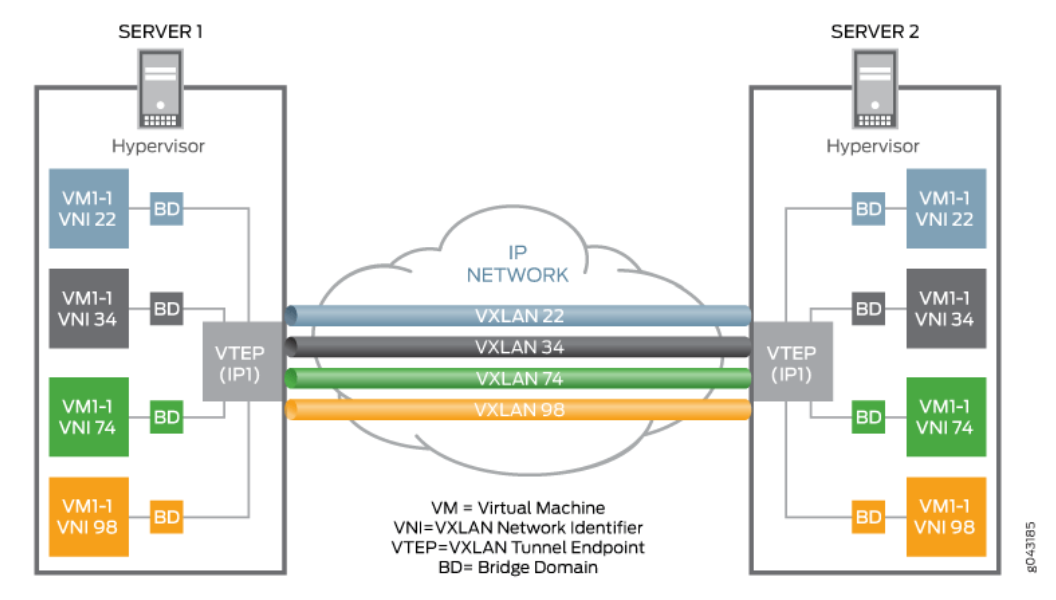 SERVER 1
Hypervisor
VM1-1
VNI 22
BD
VM1-1
VNI 34
BD
VTEP
(IP1)
VM1-1
VNI 74
BD
VM1-1
VNI 98
BD
IP
NETWORK
VXLAN 22
VXLAN 34
VXLAN 74
VXLAN 98
SERVER 2
Hypervisor
BD
VM1-1
VNI 22
BD
VM1-1
VNI 34
VTEP
(IP1)
BD
VM1-1
VNI 74
BD
VM1-1
VNI 98
VM = Virtual Machine
VNI=VXLAN Network Identifier
VTEP=VXLAN Tunnel Endpoint
BD= Bridge Domain
g043185